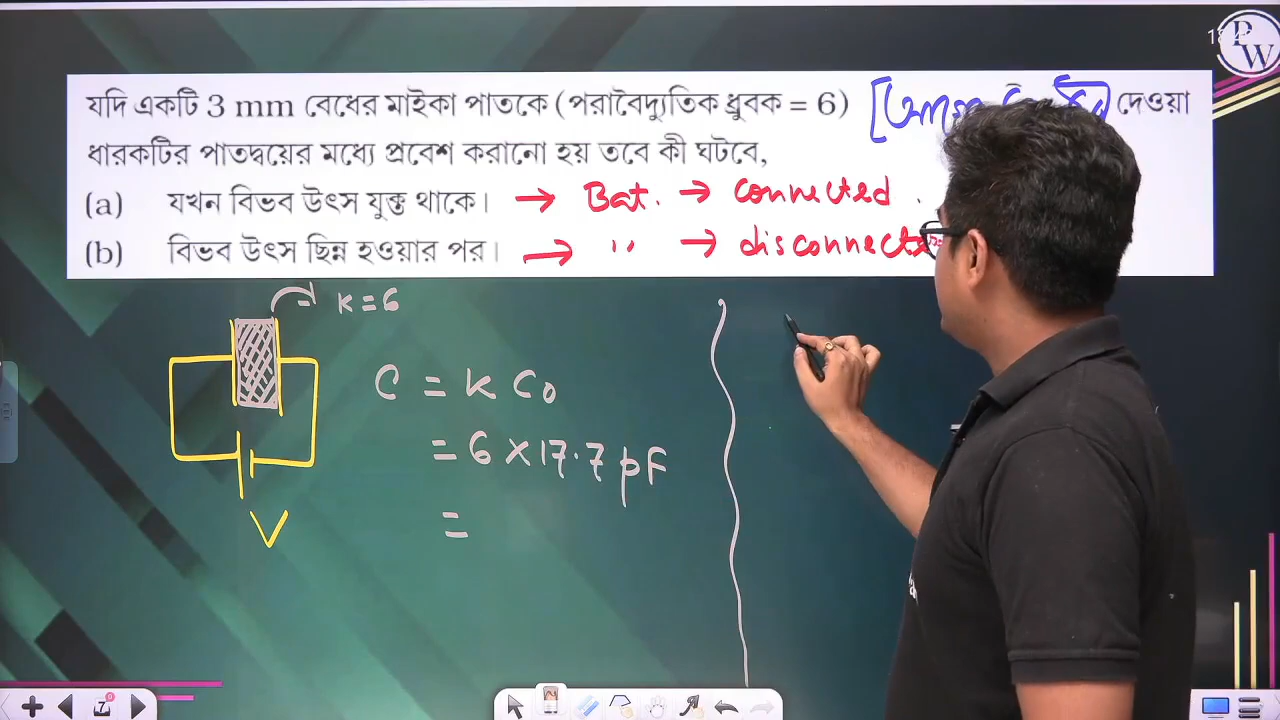 P
W
যদি একটি 3 mm বেধের মাইকা পাতকে (পরাবৈদ্যুতিক ধ্রুবক = 6) দেওয়া
ধারকটির পাতদ্বয়ের মধ্যে প্রবেশ করানো হয় তবে কী ঘটবে,
(a) যখন বিভব উৎস যুক্ত থাকে। → Bat. → connected
(b) বিভব উৎস ছিন্ন হওয়ার পর। → '' → disconnected
K = 6
C = K C0
= 6 × 17.7 pF
=
V
7